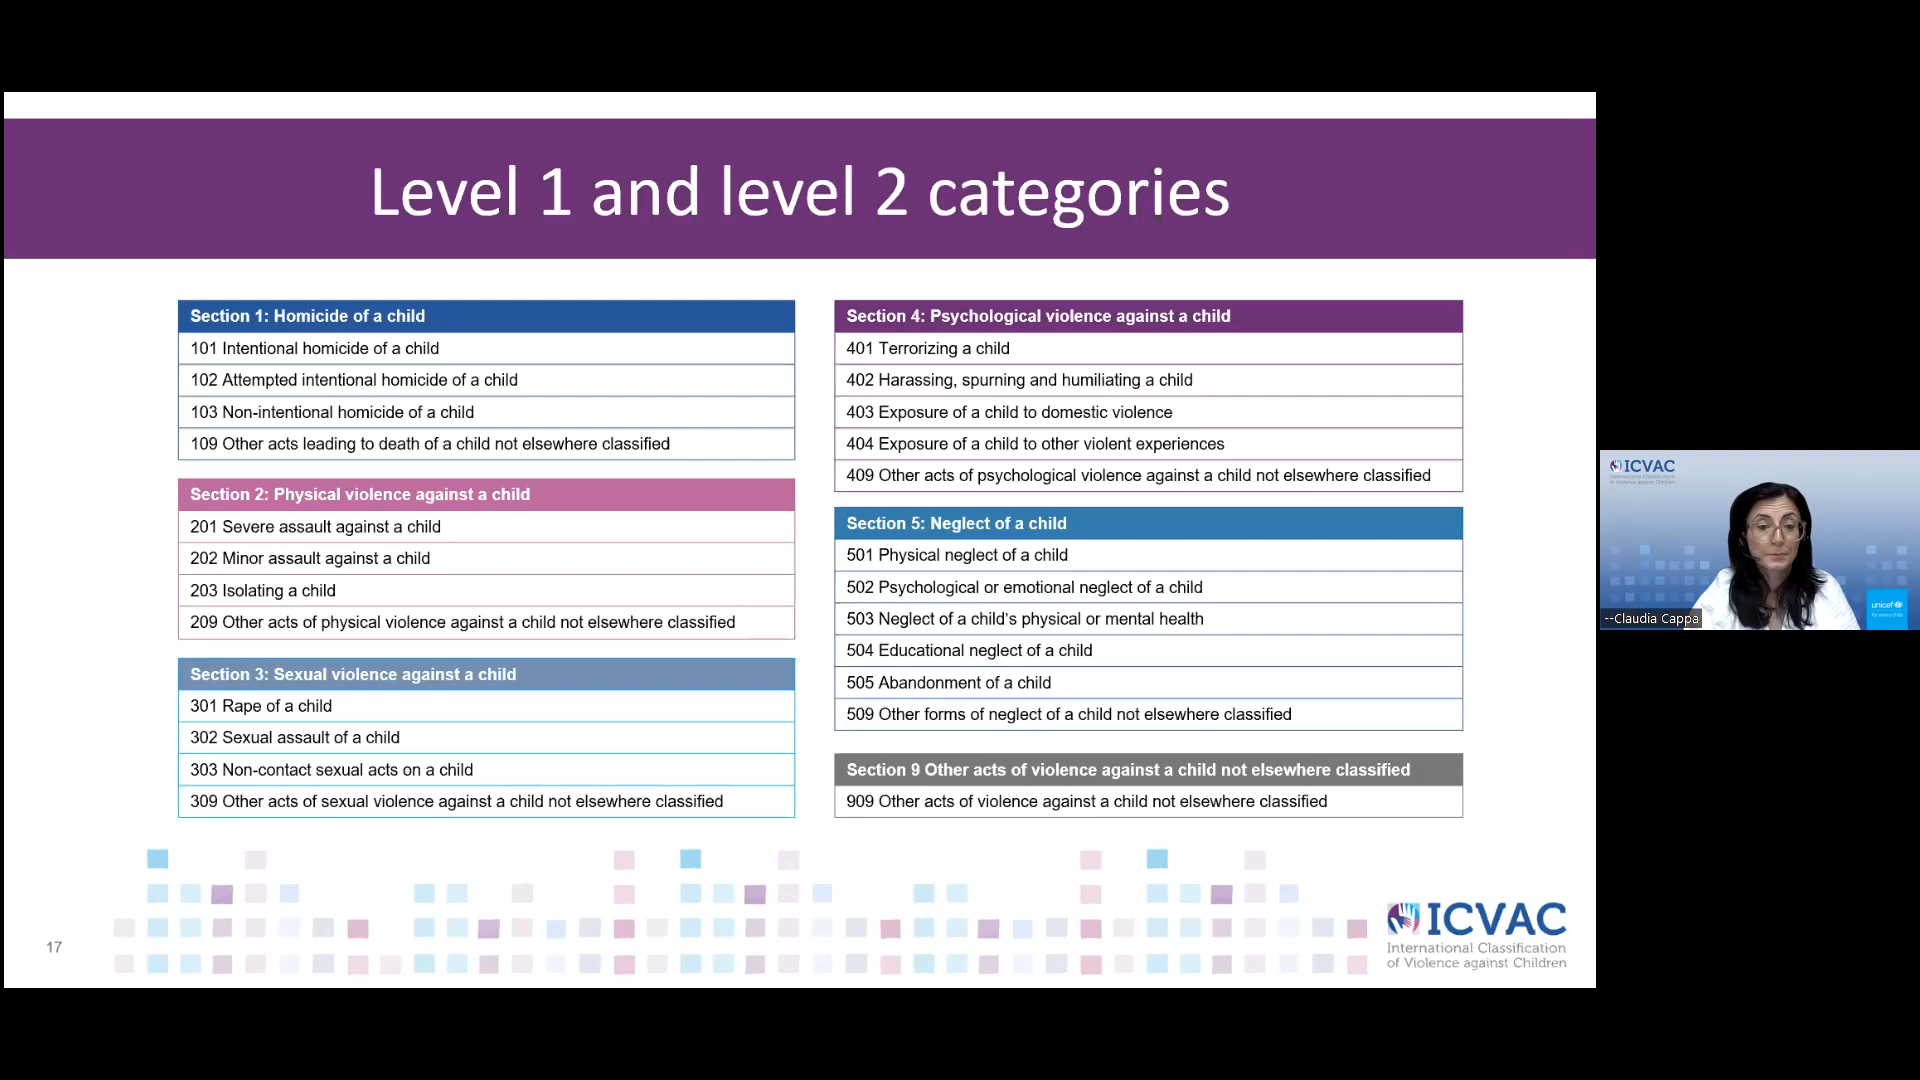 Level 1 and level 2 categories
Section 1: Homicide of a child
101 Intentional homicide of a child
102 Attempted intentional homicide of a child
103 Non-intentional homicide of a child
109 Other acts leading to death of a child not elsewhere classified
Section 2: Physical violence against a child
201 Severe assault against a child
202 Minor assault against a child
203 Isolating a child
209 Other acts of physical violence against a child not elsewhere classified
Section 3: Sexual violence against a child
301 Rape of a child
302 Sexual assault of a child
303 Non-contact sexual acts on a child
309 Other acts of sexual violence against a child not elsewhere classified
Section 4: Psychological violence against a child
401 Terrorizing a child
402 Harassing, spurning and humiliating a child
403 Exposure of a child to domestic violence
404 Exposure of a child to other violent experiences
409 Other acts of psychological violence against a child not elsewhere classified
Section 5: Neglect of a child
501 Physical neglect of a child
502 Psychological or emotional neglect of a child
503 Neglect of a child's physical or mental health
504 Educational neglect of a child
505 Abandonment of a child
509 Other forms of neglect of a child not elsewhere classified
Section 9 Other acts of violence against a child not elsewhere classified
909 Other acts of violence against a child not elsewhere classified
17
ICVAC
International Classification
of Violence against Children
ICVAC
International Classification
of Violence against Children
unicef
for every child
--Claudia Cappa